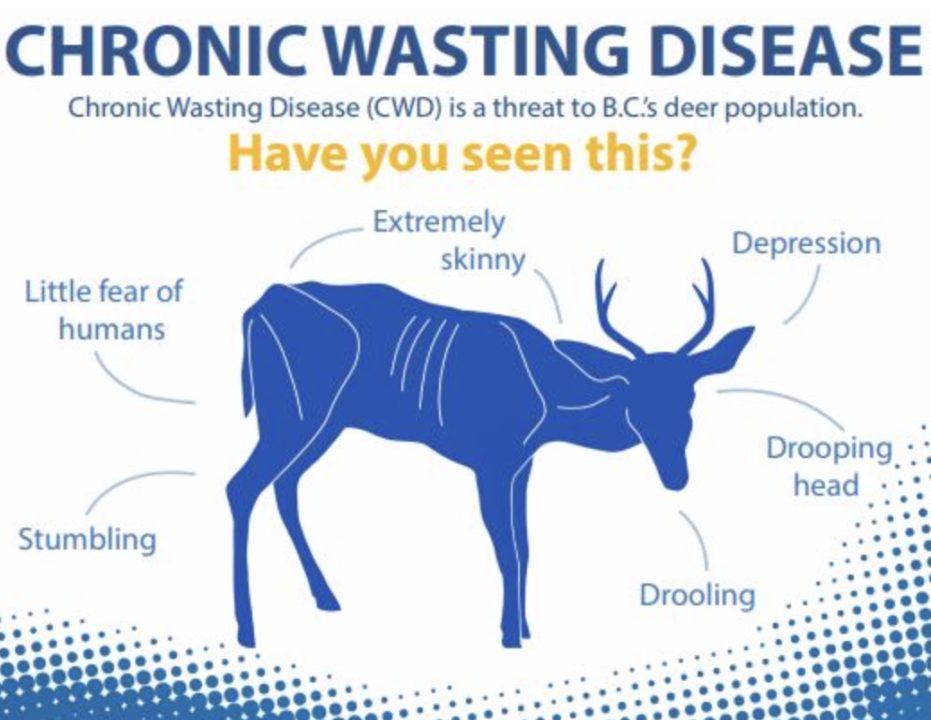 CHRONIC WASTING DISEASE
Chronic Wasting Disease (CWD) is a threat to B.C.'s deer population.
Have you seen this?
Extremely
skinny
Depression
Little fear of
humans
Drooping
head
Stumbling
Drooling